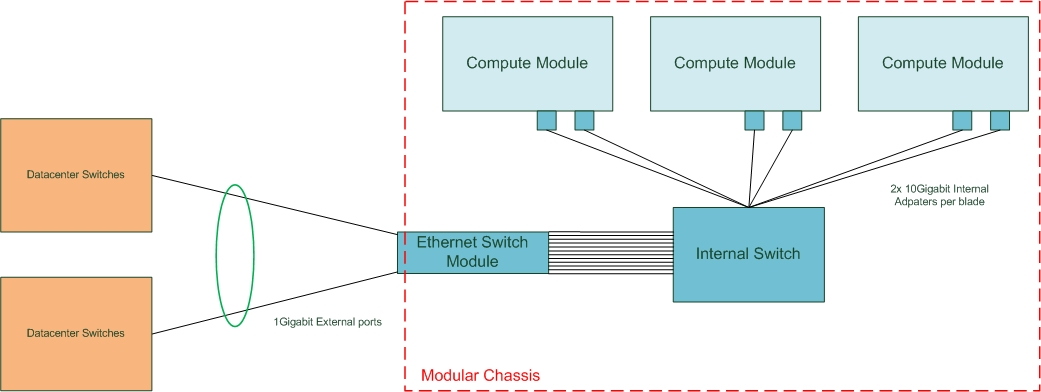 Compute Module
Compute Module
Compute Module
Datacenter Switches
2x 10Gigabit Internal
Adpaters per blade
Ethernet Switch
Module
Internal Switch
Datacenter Switches
1Gigabit External ports
Modular Chassis